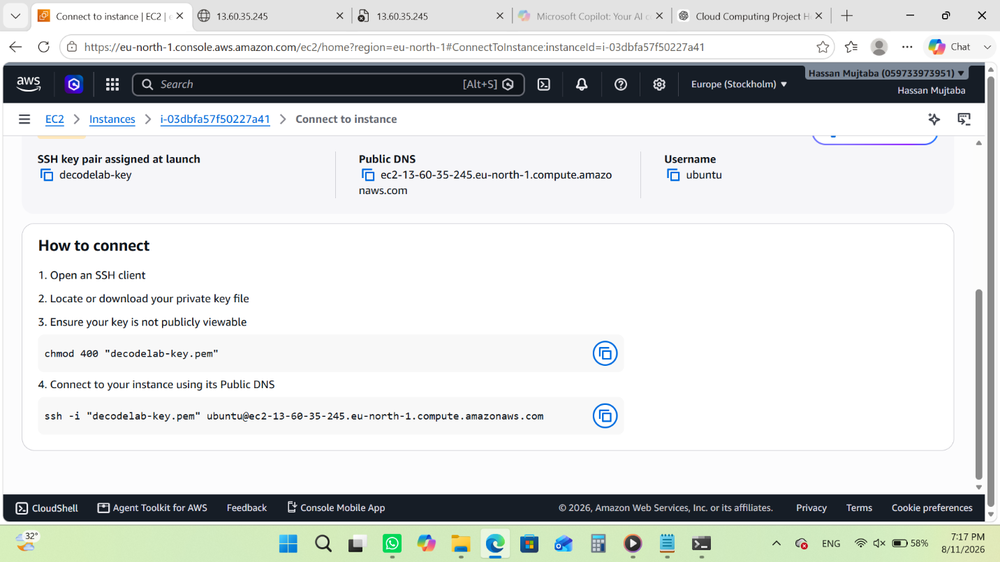 Connect to instance | EC2 | e
13.60.35.245
13.60.35.245
Microsoft Copilot: Your AI c
Cloud Computing Project H
https://eu-north-1.console.aws.amazon.com/ec2/home?region=eu-north-1#ConnectToInstance:instanceId=i-03dbfa57f50227a41
Chat
aws
Search
[Alt+S]
Europe (Stockholm)
Hassan Mujtaba (059733973951)
Hassan Mujtaba
EC2
Instances
i-03dbfa57f50227a41
Connect to instance
SSH key pair assigned at launch
decodelab-key
Public DNS
ec2-13-60-35-245.eu-north-1.compute.amazo
naws.com
Username
ubuntu
How to connect
1. Open an SSH client
2. Locate or download your private key file
3. Ensure your key is not publicly viewable
chmod 400 "decodelab-key.pem"
4. Connect to your instance using its Public DNS
ssh -i "decodelab-key.pem" ubuntu@ec2-13-60-35-245.eu-north-1.compute.amazonaws.com
CloudShell
Agent Toolkit for AWS
Feedback
Console Mobile App
© 2026, Amazon Web Services, Inc. or its affiliates.
Privacy
Terms
Cookie preferences
32°
ENG
58%
7:17 PM
8/11/2026